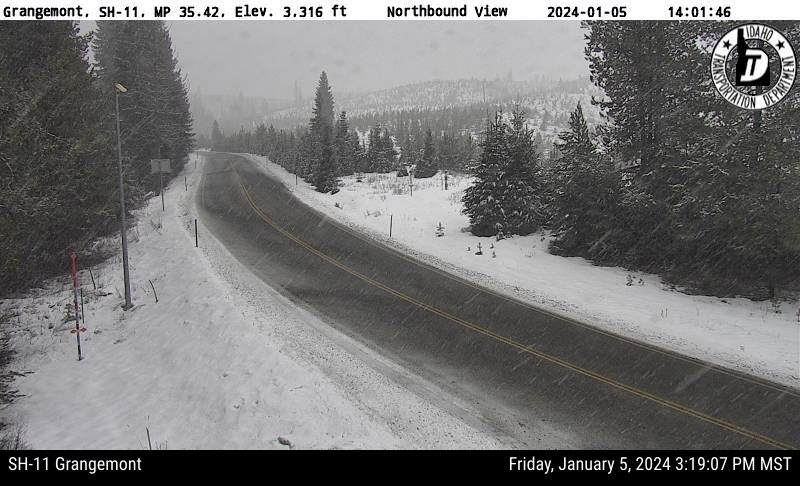 Grangemont, SH-11, MP 35.42, Elev. 3,316 ft Northbound View 2024-01-05 14:01:46
IDAHO
TRANSPORTATION DEPARTMENT
SH-11 Grangemont Friday, January 5, 2024 3:19:07 PM MST